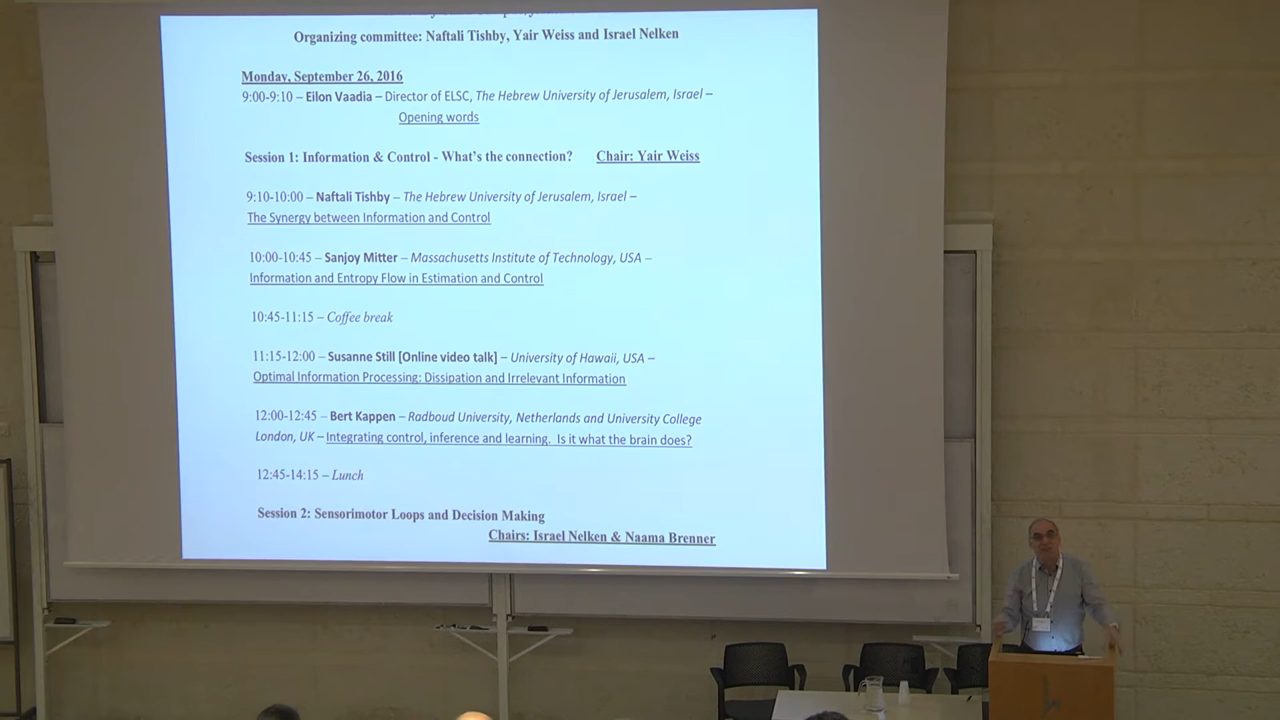 Organizing committee: Naftali Tishby, Yair Weiss and Israel Nelken
Monday, September 26, 2016
9:00-9:10 – Eilon Vaadia – Director of ELSC, The Hebrew University of Jerusalem, Israel –
Opening words
Session 1: Information & Control - What's the connection? Chair: Yair Weiss
9:10-10:00 – Naftali Tishby – The Hebrew University of Jerusalem, Israel –
The Synergy between Information and Control
10:00-10:45 – Sanjoy Mitter – Massachusetts Institute of Technology, USA –
Information and Entropy Flow in Estimation and Control
10:45-11:15 – Coffee break
11:15-12:00 – Susanne Still [Online video talk] – University of Hawaii, USA –
Optimal Information Processing: Dissipation and Irrelevant Information
12:00-12:45 – Bert Kappen – Radboud University, Netherlands and University College
London, UK – Integrating control, inference and learning. Is it what the brain does?
12:45-14:15 – Lunch
Session 2: Sensorimotor Loops and Decision Making
Chairs: Israel Nelken & Naama Brenner